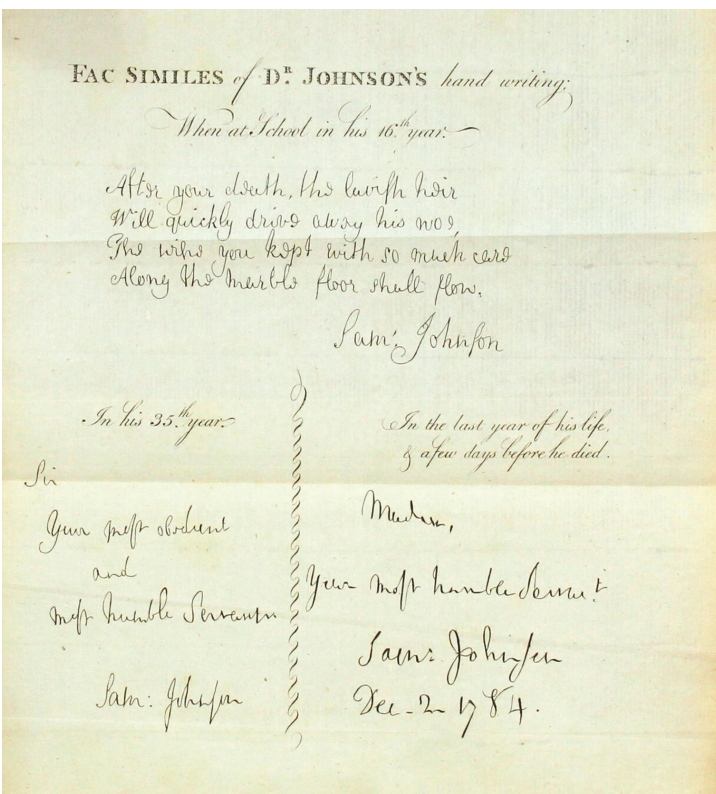 FAC SIMILES of Dᴿ. JOHNSON'S hand writing;
When at School in his 16.th year.
After your death, the lavish heir
Will quickly drive away his woe,
The wine you kept with so much care
Along the marble floor shall flow.
Sam: Johnſon
In his 35.th year.
Sir
Your moſt obedient
and
moſt humble Servant
Sam: Johnſon
In the last year of his life,
& a few days before he died.
Madam,
Your moſt humble Servant
Sam: Johnſon
Dec. 2 1784.